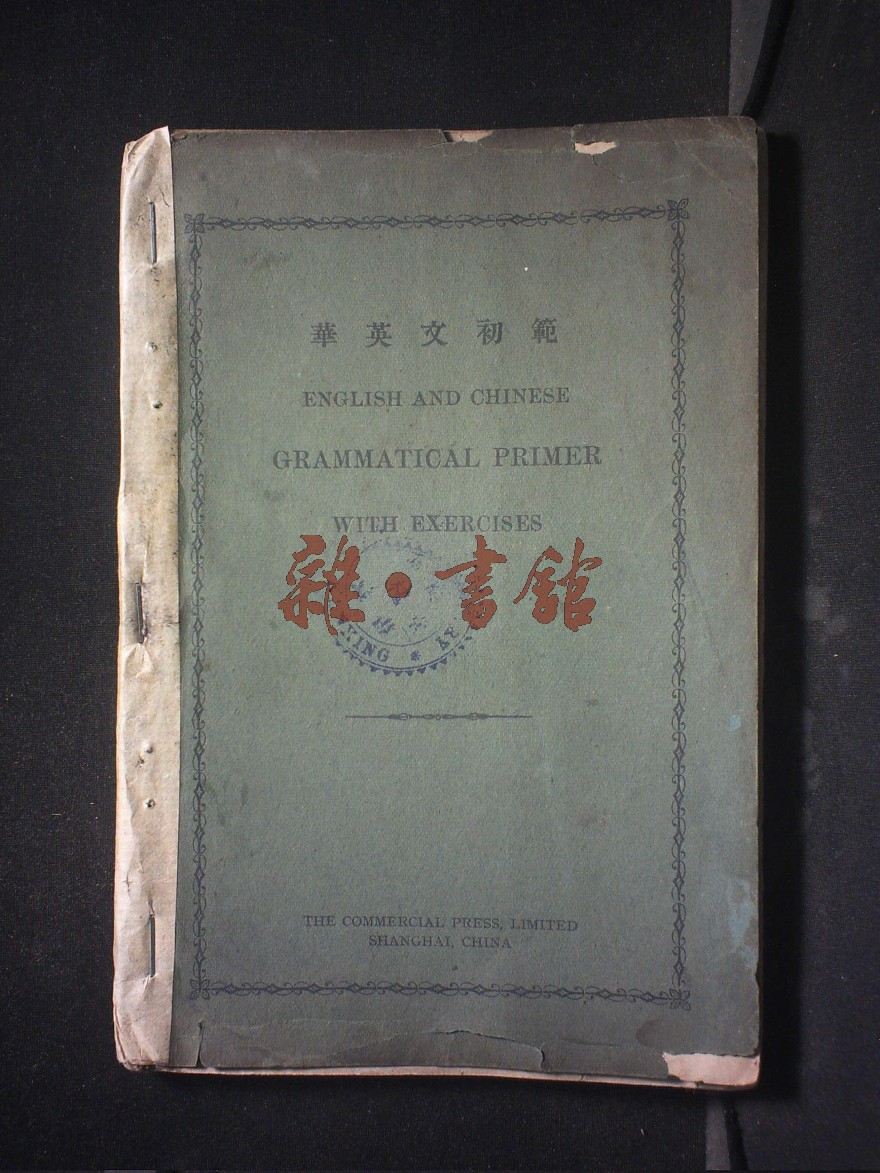 華英文初範
ENGLISH AND CHINESE
GRAMMATICAL PRIMER
WITH EXERCISES
雜·書館
KING *
THE COMMERCIAL PRESS, LIMITED
SHANGHAI, CHINA